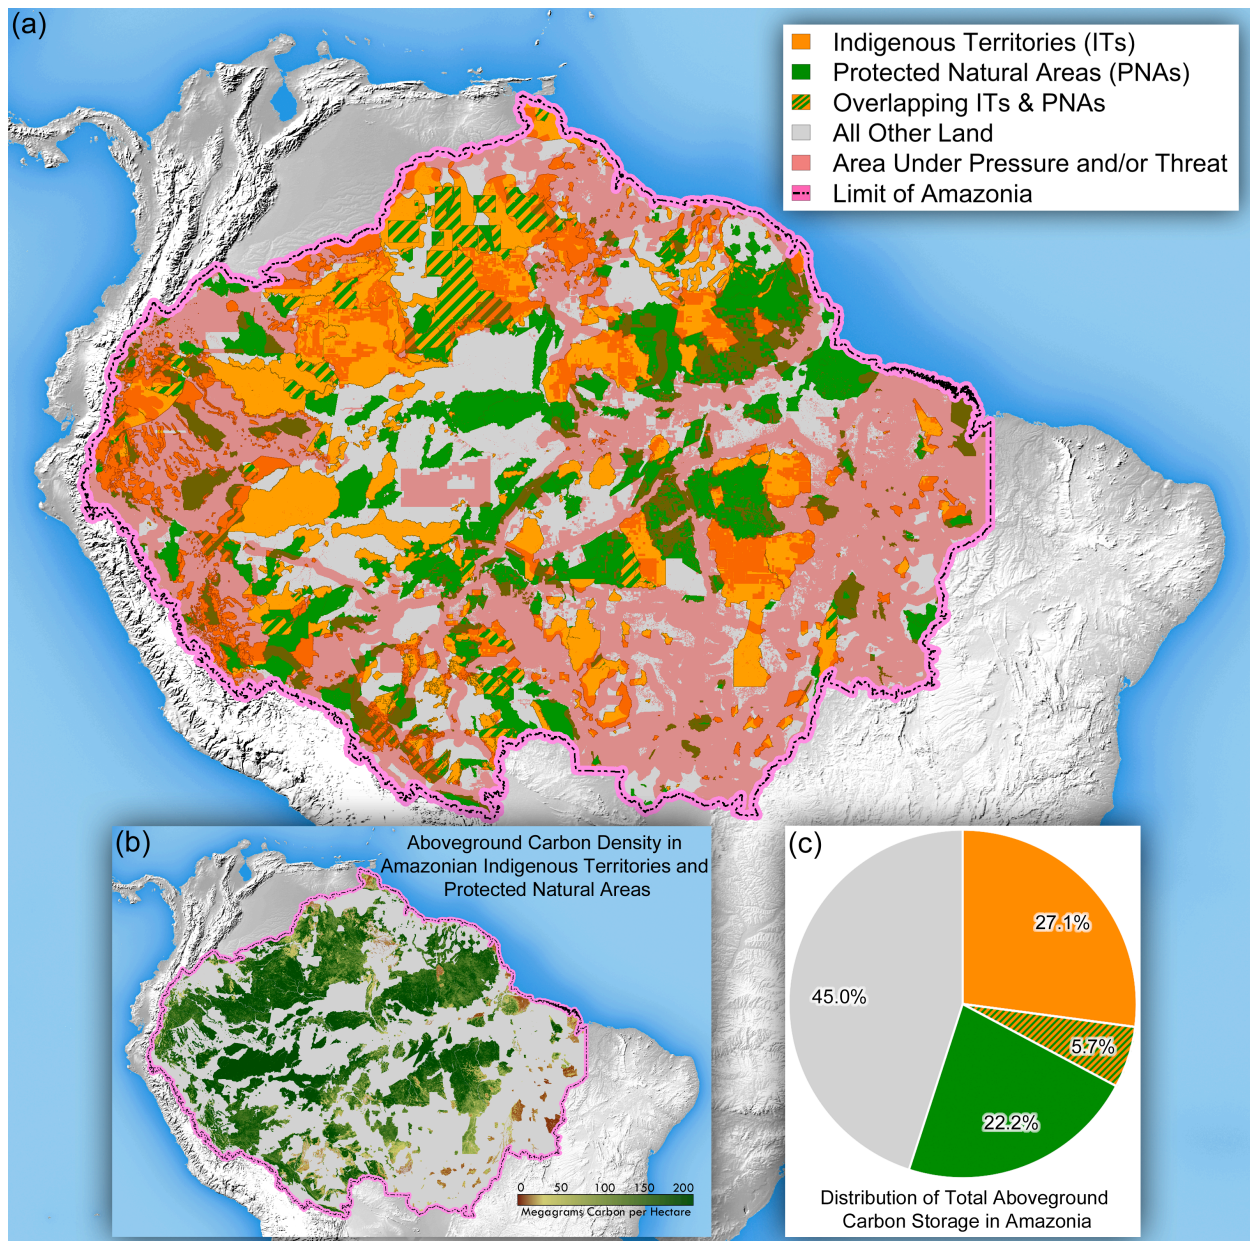 (a)
Indigenous Territories (ITs)
Protected Natural Areas (PNAs)
Overlapping ITs & PNAs
All Other Land
Area Under Pressure and/or Threat
Limit of Amazonia
(b)
Aboveground Carbon Density in
Amazonian Indigenous Territories and
Protected Natural Areas
0 50 100 150 200
Megagrams Carbon per Hectare
(c)
27.1%
45.0%
5.7%
22.2%
Distribution of Total Aboveground
Carbon Storage in Amazonia